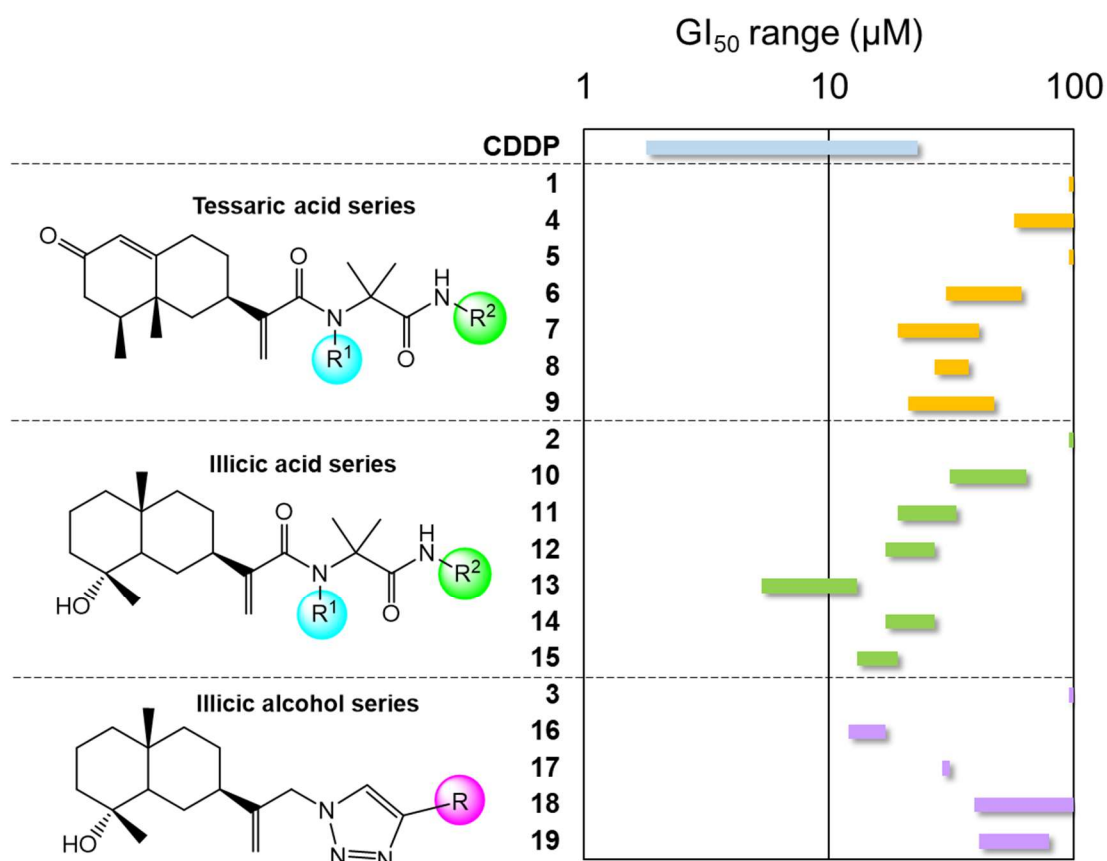 GI50 range (µM)
1 10 100
CDDP
1
Tessaric acid series
4
O
5
O
H
N
6
R2
N
7
O
R1
8
9
2
Illicic acid series
10
O
11
H
N
12
R2
N
HO
13
O
R1
14
15
3
Illicic alcohol series
16
17
R
N
18
HO
19
N=N